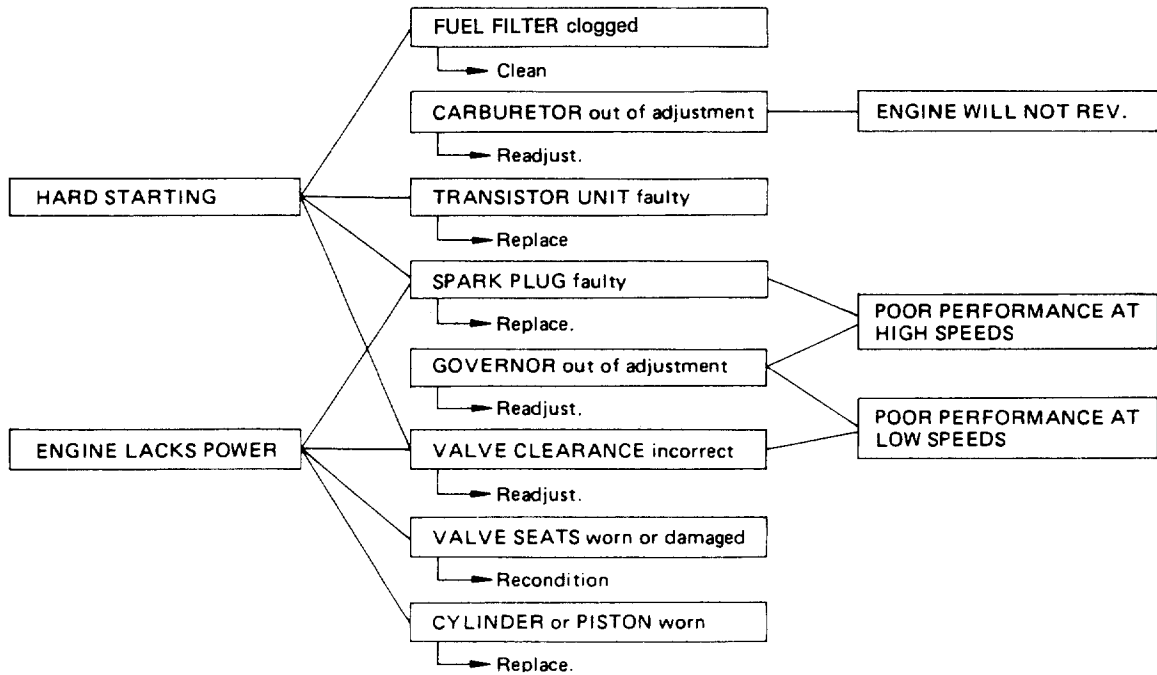 FUEL FILTER clogged
Clean
CARBURETOR out of adjustment
ENGINE WILL NOT REV.
Readjust.
HARD STARTING
TRANSISTOR UNIT faulty
Replace
SPARK PLUG faulty
Replace.
POOR PERFORMANCE AT
HIGH SPEEDS
GOVERNOR out of adjustment
Readjust.
POOR PERFORMANCE AT
LOW SPEEDS
ENGINE LACKS POWER
VALVE CLEARANCE incorrect
Readjust.
VALVE SEATS worn or damaged
Recondition
CYLINDER or PISTON worn
Replace.